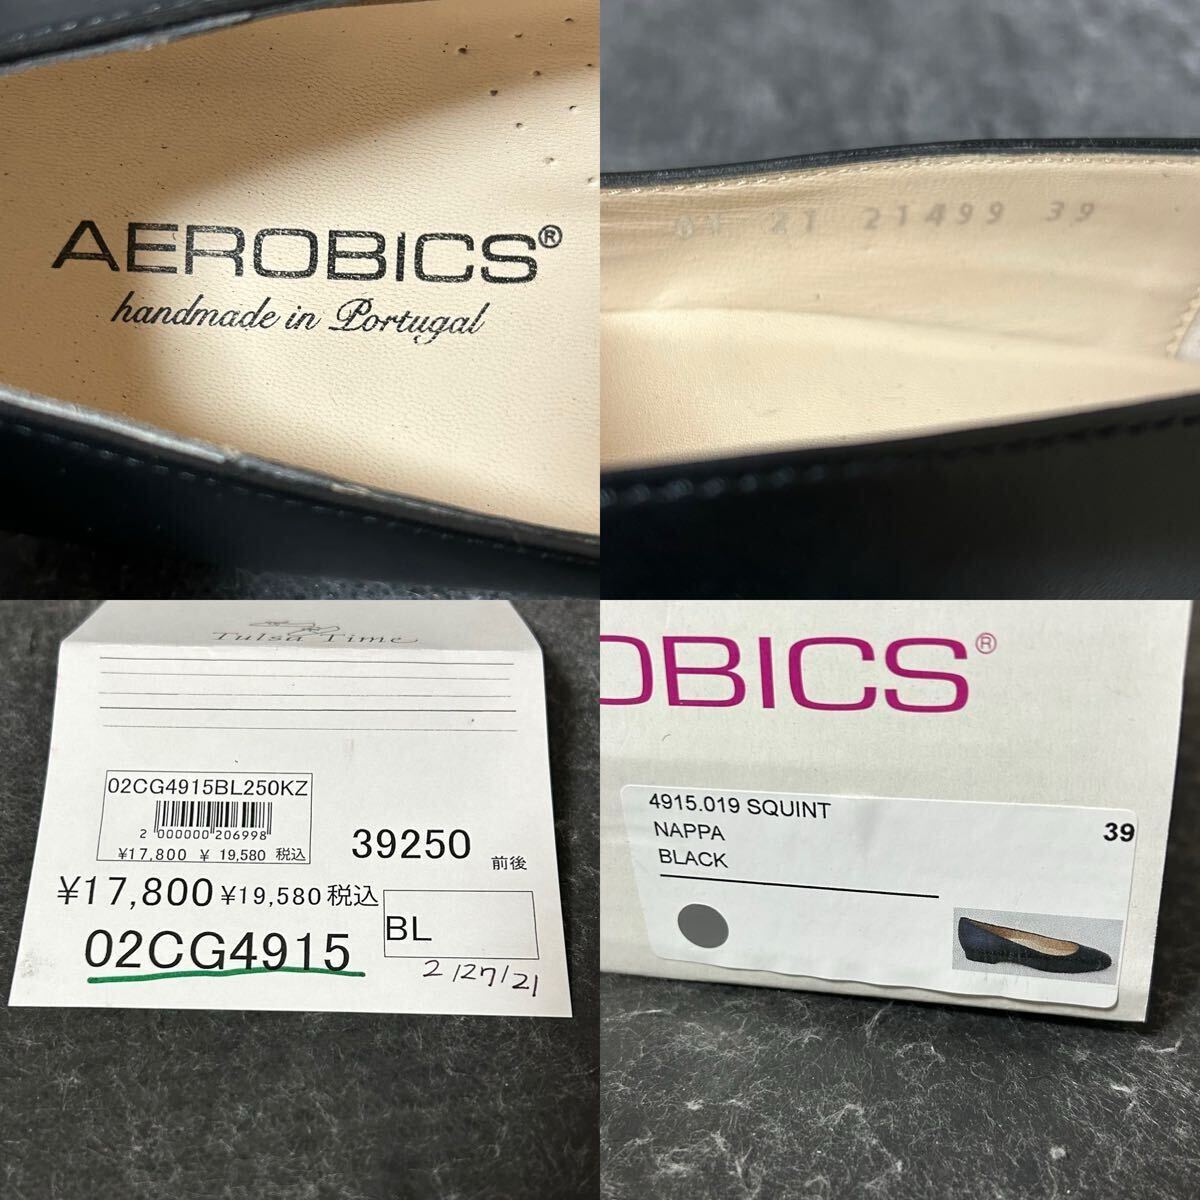 AEROBICS®
handmade in Portugal
21 21499 39
Tulsa Time
02CG4915BL250KZ
2 000000 206998
¥17,800 ¥ 19,580 税込
39250 前後
¥17,800 ¥19,580 税込
BL
02CG4915
2/27/21
OBICS®
4915.019 SQUINT
39
NAPPA
BLACK